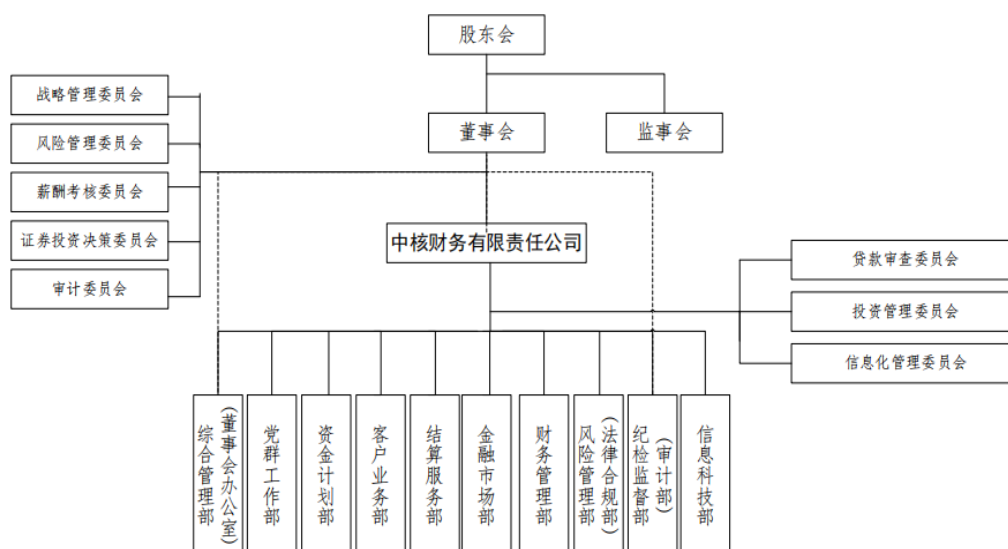 股东会
战略管理委员会
董事会
监事会
风险管理委员会
薪酬考核委员会
证券投资决策委员会
中核财务有限责任公司
贷款审查委员会
审计委员会
投资管理委员会
信息化管理委员会
综合管理部
(董事会办公室)
党群工作部
资金计划部
客户业务部
结算服务部
金融市场部
财务管理部
风险管理部
(法律合规部)
纪检监督部
(审计部)
信息科技部